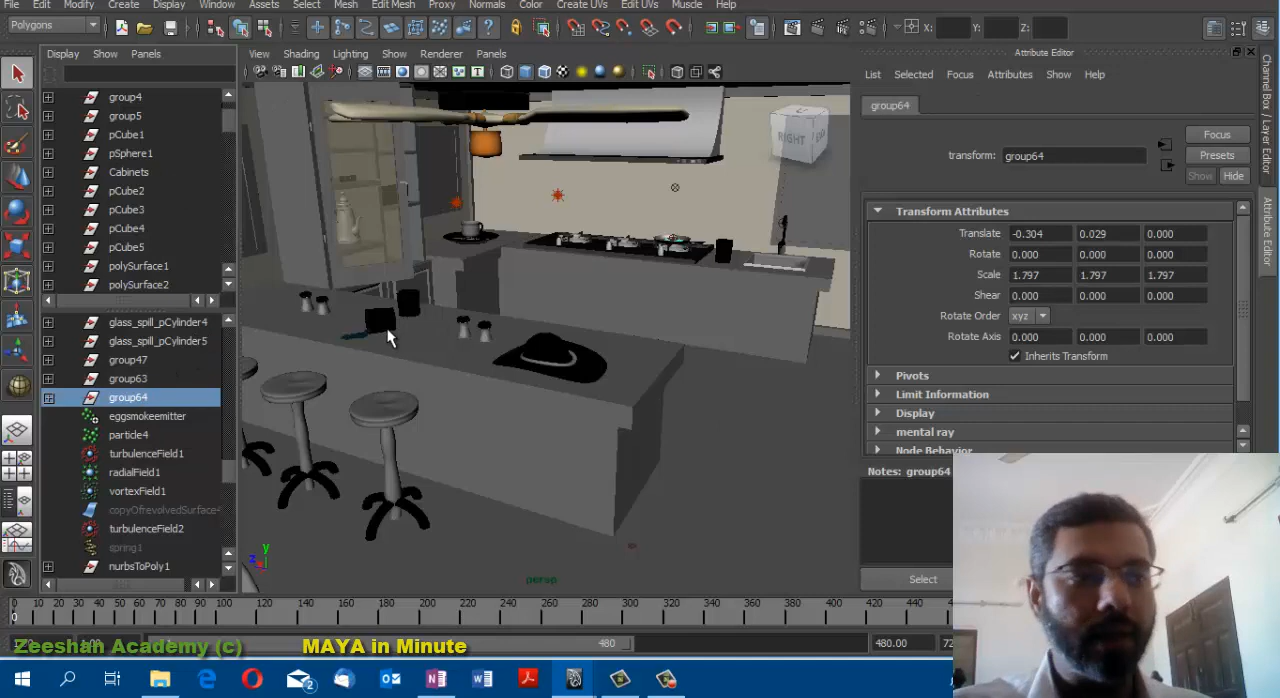 File Edit Modify Create Display Window Assets Select Mesh Edit Mesh Proxy Normals Color Create UVs Edit UVs Muscle Help
Polygons X: Y: Z:
Display Show Panels
View Shading Lighting Show Renderer Panels
Attribute Editor
List Selected Focus Attributes Show Help
group4
group5
pCube1
pSphere1
Cabinets
pCube2
pCube3
pCube4
pCube5
polySurface1
polySurface2
glass_spill_pCylinder4
glass_spill_pCylinder5
group47
group63
group64
eggsmokeemitter
particle4
turbulenceField1
radialField1
vortexField1
copyOfrevolvedSurface
turbulenceField2
spring1
nurbsToPoly1
RIGHT
persp
group64
transform: group64
Focus
Presets
Show Hide
Transform Attributes
Translate -0.304 0.029 0.000
Rotate 0.000 0.000 0.000
Scale 1.797 1.797 1.797
Shear 0.000 0.000 0.000
Rotate Order xyz
Rotate Axis 0.000 0.000 0.000
Inherits Transform
Pivots
Limit Information
Display
mental ray
Node Behavior
Notes: group64
Select
Channel Box / Layer Editor
Attribute Editor
0 10 20 30 40 50 60 70 80 90 100 120 140 160 180 200 220 240 260 280 300 320 340 360 380 400 420 440
0
480 480.00
Zeeshan Academy (c) MAYA in Minute
2